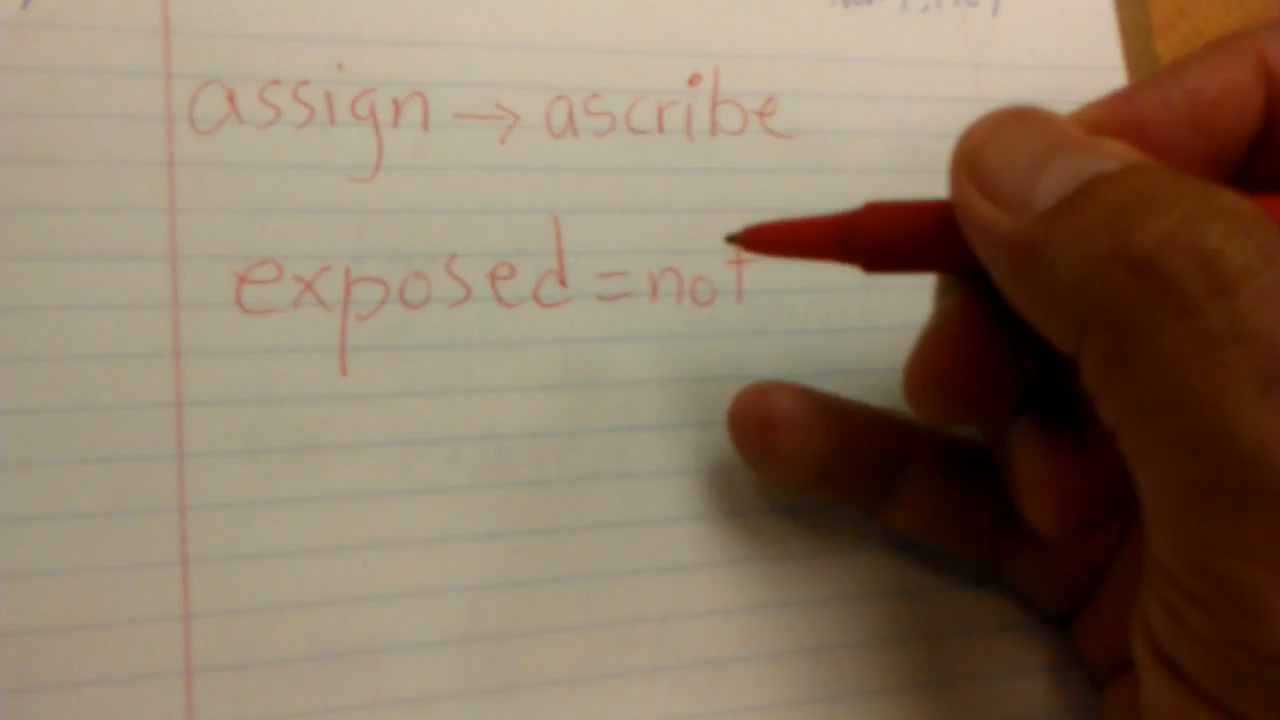 assign → ascribe
exposed = not